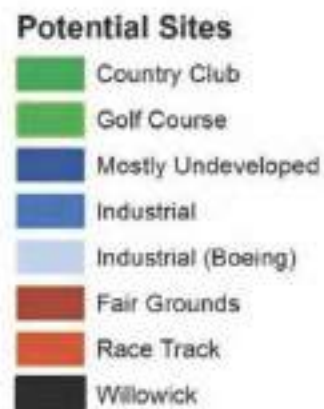 Potential Sites
Country Club
Golf Course
Mostly Undeveloped
Industrial
Industrial (Boeing)
Fair Grounds
Race Track
Willowick